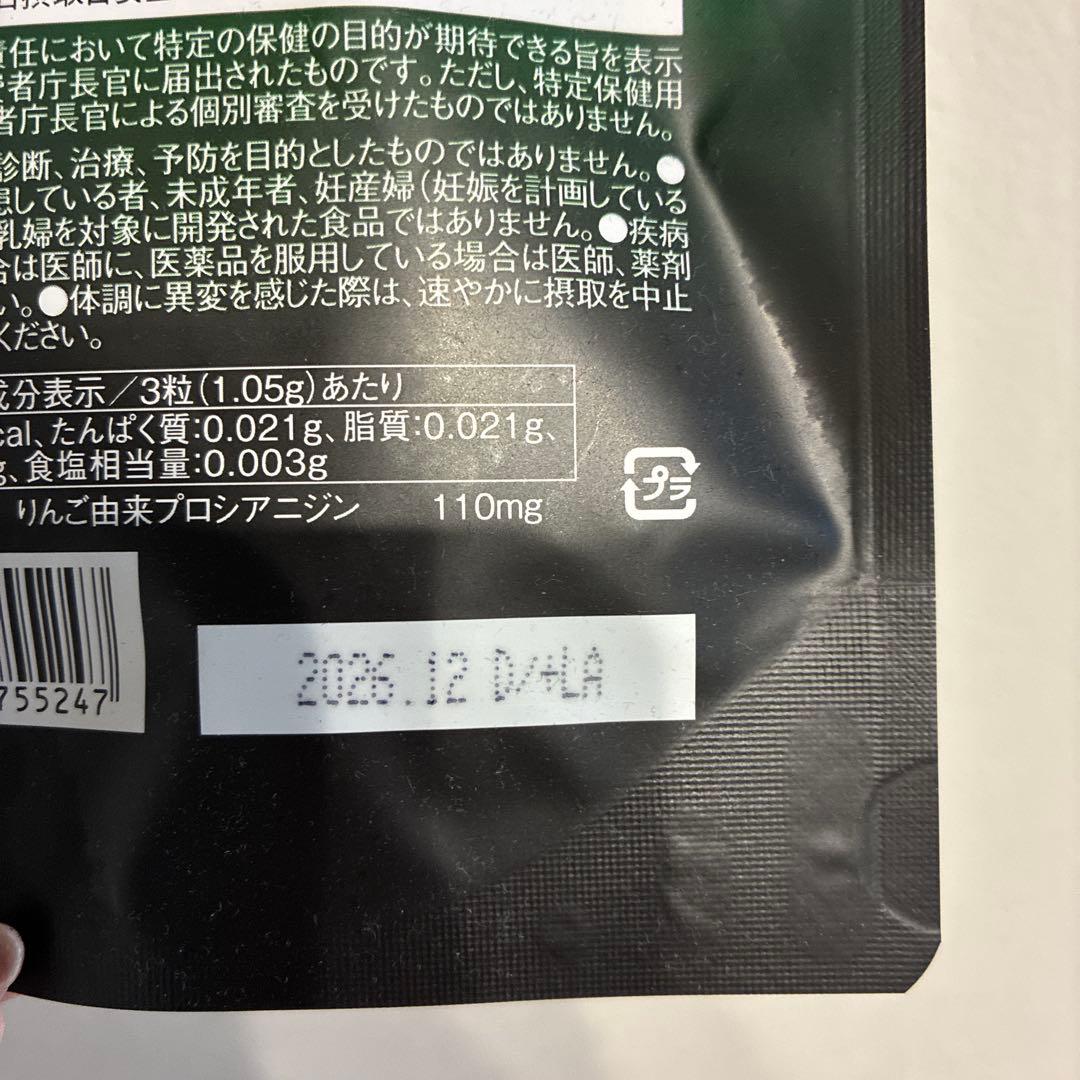 責任において特定の保健の目的が期待できる旨を表示
者庁長官に届出されたものです。ただし、特定保健用
者庁長官による個別審査を受けたものではありません。
診断、治療、予防を目的としたものではありません。●
している者、未成年者、妊産婦（妊娠を計画している
乳婦を対象に開発された食品ではありません。●疾病
合は医師に、医薬品を服用している場合は医師、薬剤
い。●体調に異変を感じた際は、速やかに摂取を中止
ください。
成分表示／3粒(1.05g)あたり
cal、たんぱく質:0.021g、脂質:0.021g、
g、食塩相当量:0.003g
りんご由来プロシアニジン 110mg
プラ
755247
2026.12 D/+LA